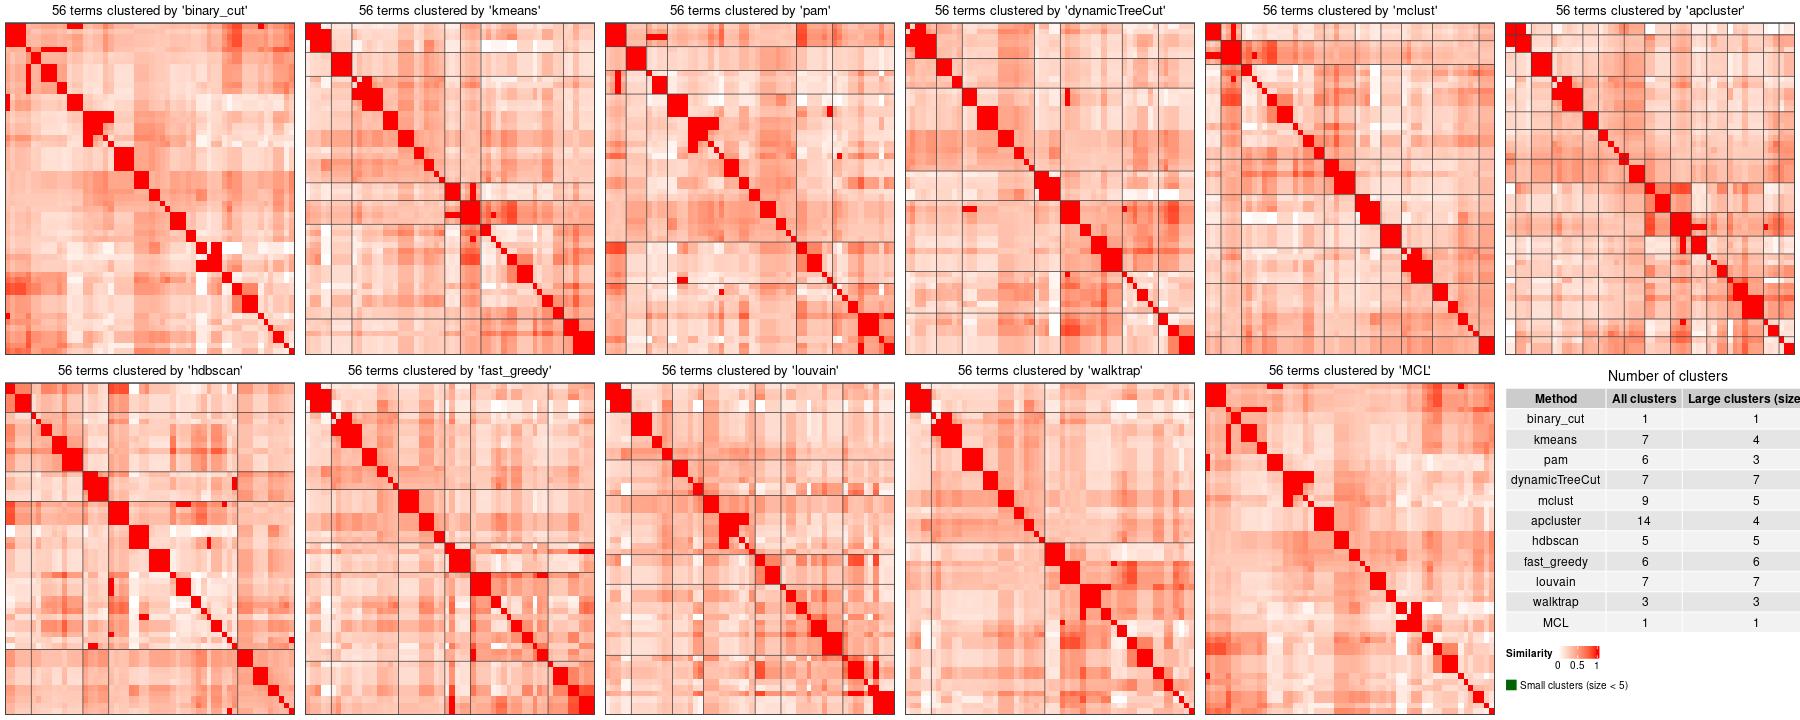 56 terms clustered by 'binary_cut'
56 terms clustered by 'kmeans'
56 terms clustered by 'pam'
56 terms clustered by 'dynamicTreeCut'
56 terms clustered by 'mclust'
56 terms clustered by 'apcluster'
56 terms clustered by 'hdbscan'
56 terms clustered by 'fast_greedy'
56 terms clustered by 'louvain'
56 terms clustered by 'walktrap'
56 terms clustered by 'MCL'
Number of clusters
Method All clusters Large clusters (size
binary_cut 1 1
kmeans 7 4
pam 6 3
dynamicTreeCut 7 7
mclust 9 5
apcluster 14 4
hdbscan 5 5
fast_greedy 6 6
louvain 7 7
walktrap 3 3
MCL 1 1
Similarity
0 0.5 1
Small clusters (size < 5)